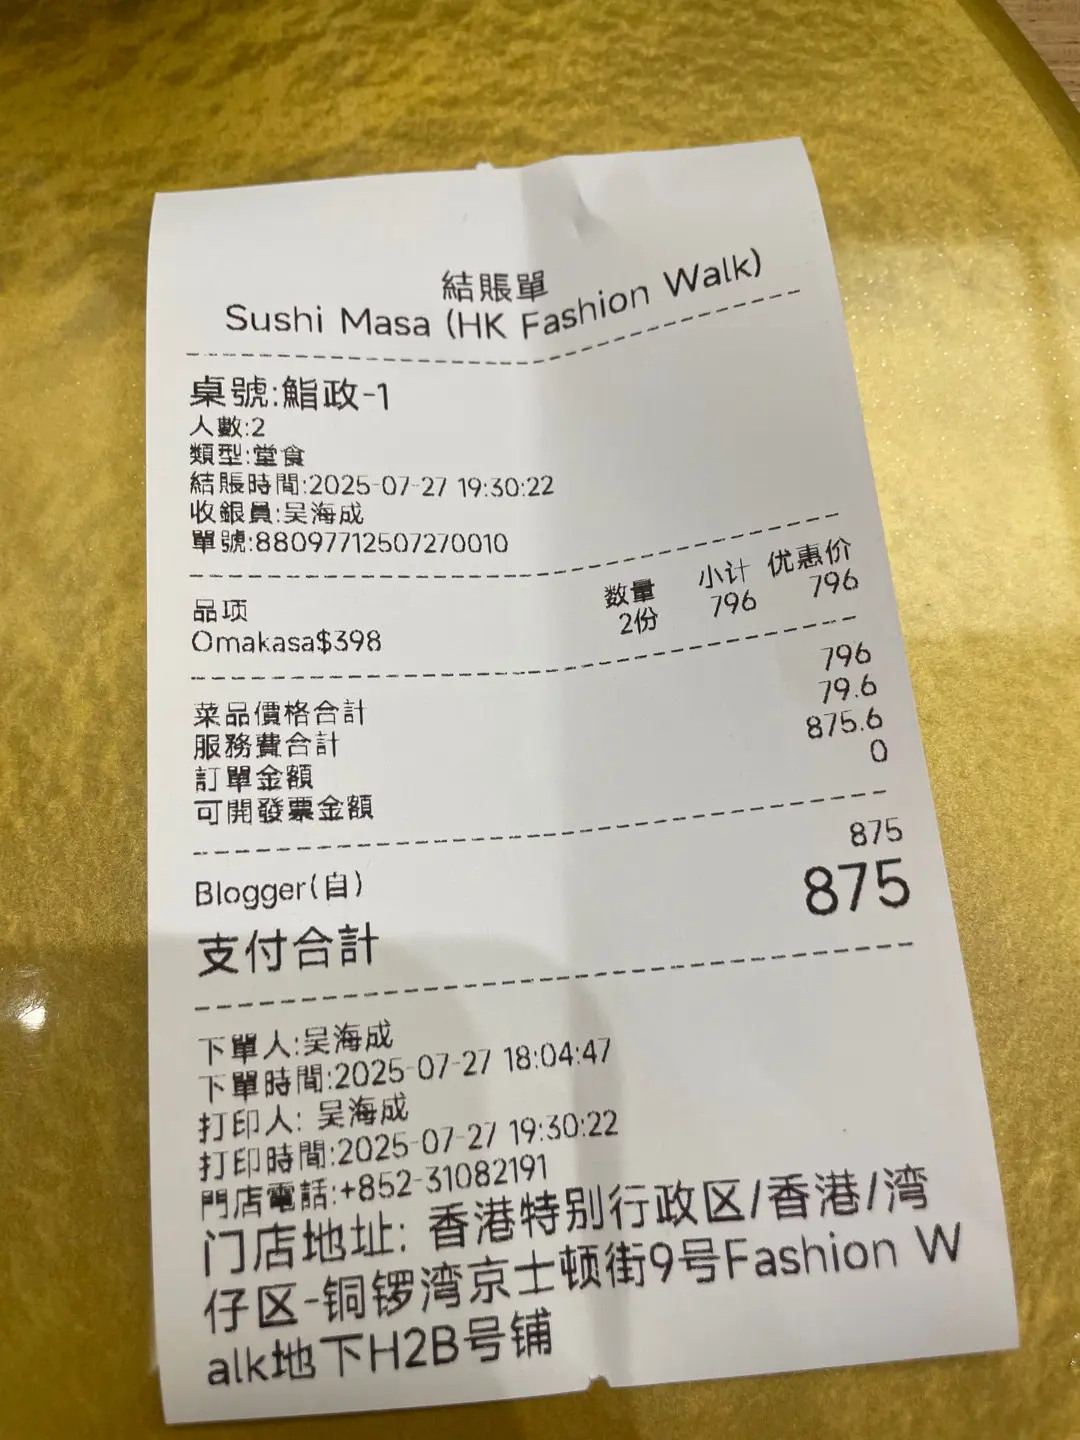 結賬單
Sushi Masa (HK Fashion Walk)
桌號:鮨政-1
人數:2
類型:堂食
結賬時間:2025-07-27 19:30:22
收銀員:吴海成
單號:88097712507270010
品项 数量 小计 优惠价
Omakasa$398 2份 796 796
菜品價格合計 796
服務費合計 79.6
訂單金額 875.6
可開發票金額 0
Blogger(自) 875
支付合計 875
下單人:吴海成
下單時間:2025-07-27 18:04:47
打印人: 吴海成
打印時間:2025-07-27 19:30:22
門店電話:+852-31082191
门店地址: 香港特别行政区/香港/湾
仔区-铜锣湾京士顿街9号Fashion W
alk地下H2B号铺